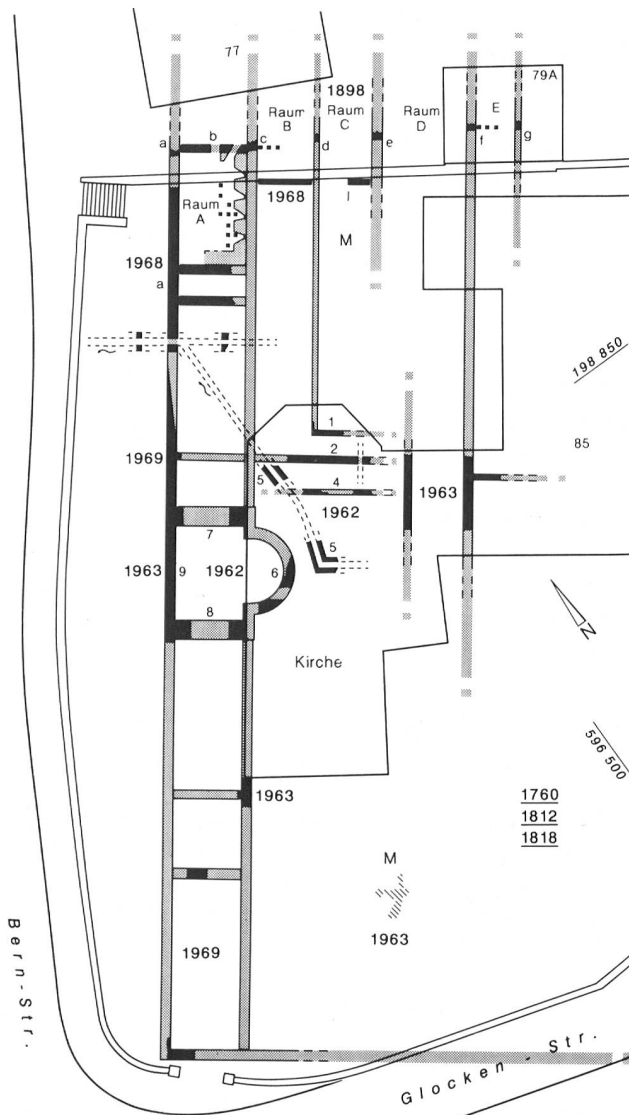 77
79A
1898
Raum B
Raum C
Raum D
E
a
b
c
d
e
f
g
Raum A
1968
l
M
1968
a
198 850
85
1
2
1969
5
4
1962
1963
7
5
1963
9
1962
6
8
Kirche
N
596 500
1963
1760
1812
1818
M
1963
1969
Bern-Str.
Glocken-Str.